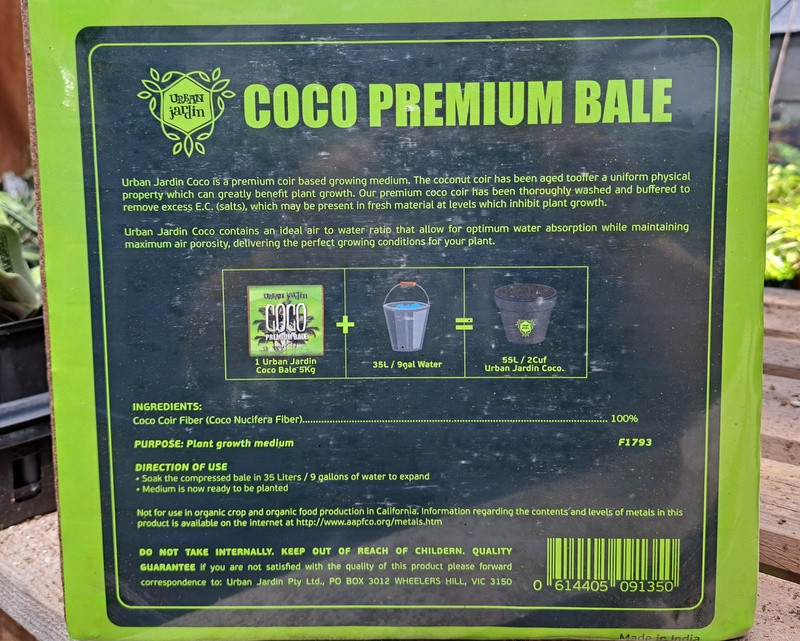 URBAN
jardin
COCO PREMIUM BALE
Urban Jardin Coco is a premium coir based growing medium. The coconut coir has been aged tooffer a uniform physical
property which can greatly benefit plant growth. Our premium coco coir has been thoroughly washed and buffered to
remove excess E.C. (salts), which may be present in fresh material at levels which inhibit plant growth.
Urban Jardin Coco contains an ideal air to water ratio that allow for optimum water absorption while maintaining
maximum air porosity, delivering the perfect growing conditions for your plant.
URBAN jardin
COCO
PREMIUM BALE
+
=
1 Urban Jardin
Coco Bale 5Kg
35L / 9gal Water
55L / 2Cuf
Urban Jardin Coco.
INGREDIENTS:
Coco Coir Fiber (Coco Nucifera Fiber)........................................................................................ 100%
PURPOSE: Plant growth medium F1793
DIRECTION OF USE
• Soak the compressed bale in 35 Liters / 9 gallons of water to expand
• Medium is now ready to be planted
Not for use in organic crop and organic food production in California. Information regarding the contents and levels of metals in this
product is available on the internet at http://www.aapfco.org/metals.htm
DO NOT TAKE INTERNALLY. KEEP OUT OF REACH OF CHILDERN. QUALITY
GUARANTEE if you are not satisfied with the quality of this product please forward
correspondence to: Urban Jardin Pty Ltd., PO BOX 3012 WHEELERS HILL, VIC 3150
0 614405 091350
Made in India